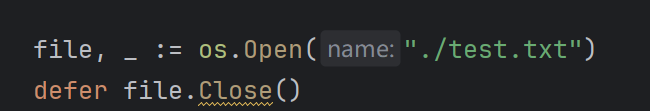 file, _ := os.Open(name: "./test.txt")
defer file.Close()